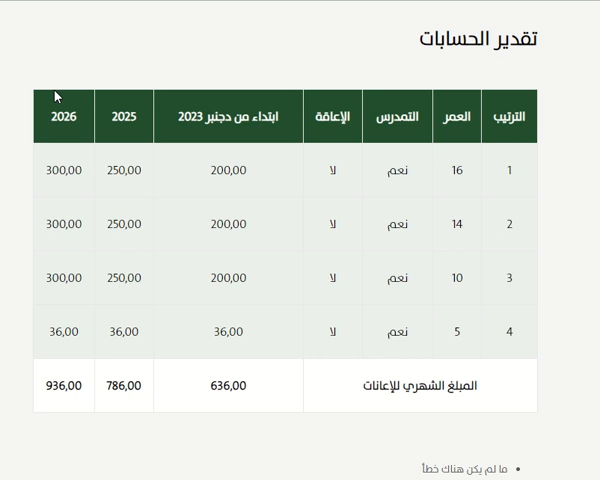 تقدير الحسابات
الترتيب العمر التمدرس الإعاقة ابتداء من دجنبر 2023 2025 2026
1 16 نعم لا 200,00 250,00 300,00
2 14 نعم لا 200,00 250,00 300,00
3 10 نعم لا 200,00 250,00 300,00
4 5 نعم لا 36,00 36,00 36,00
المبلغ الشهري للإعانات 636,00 786,00 936,00
• ما لم يكن هناك خطأ